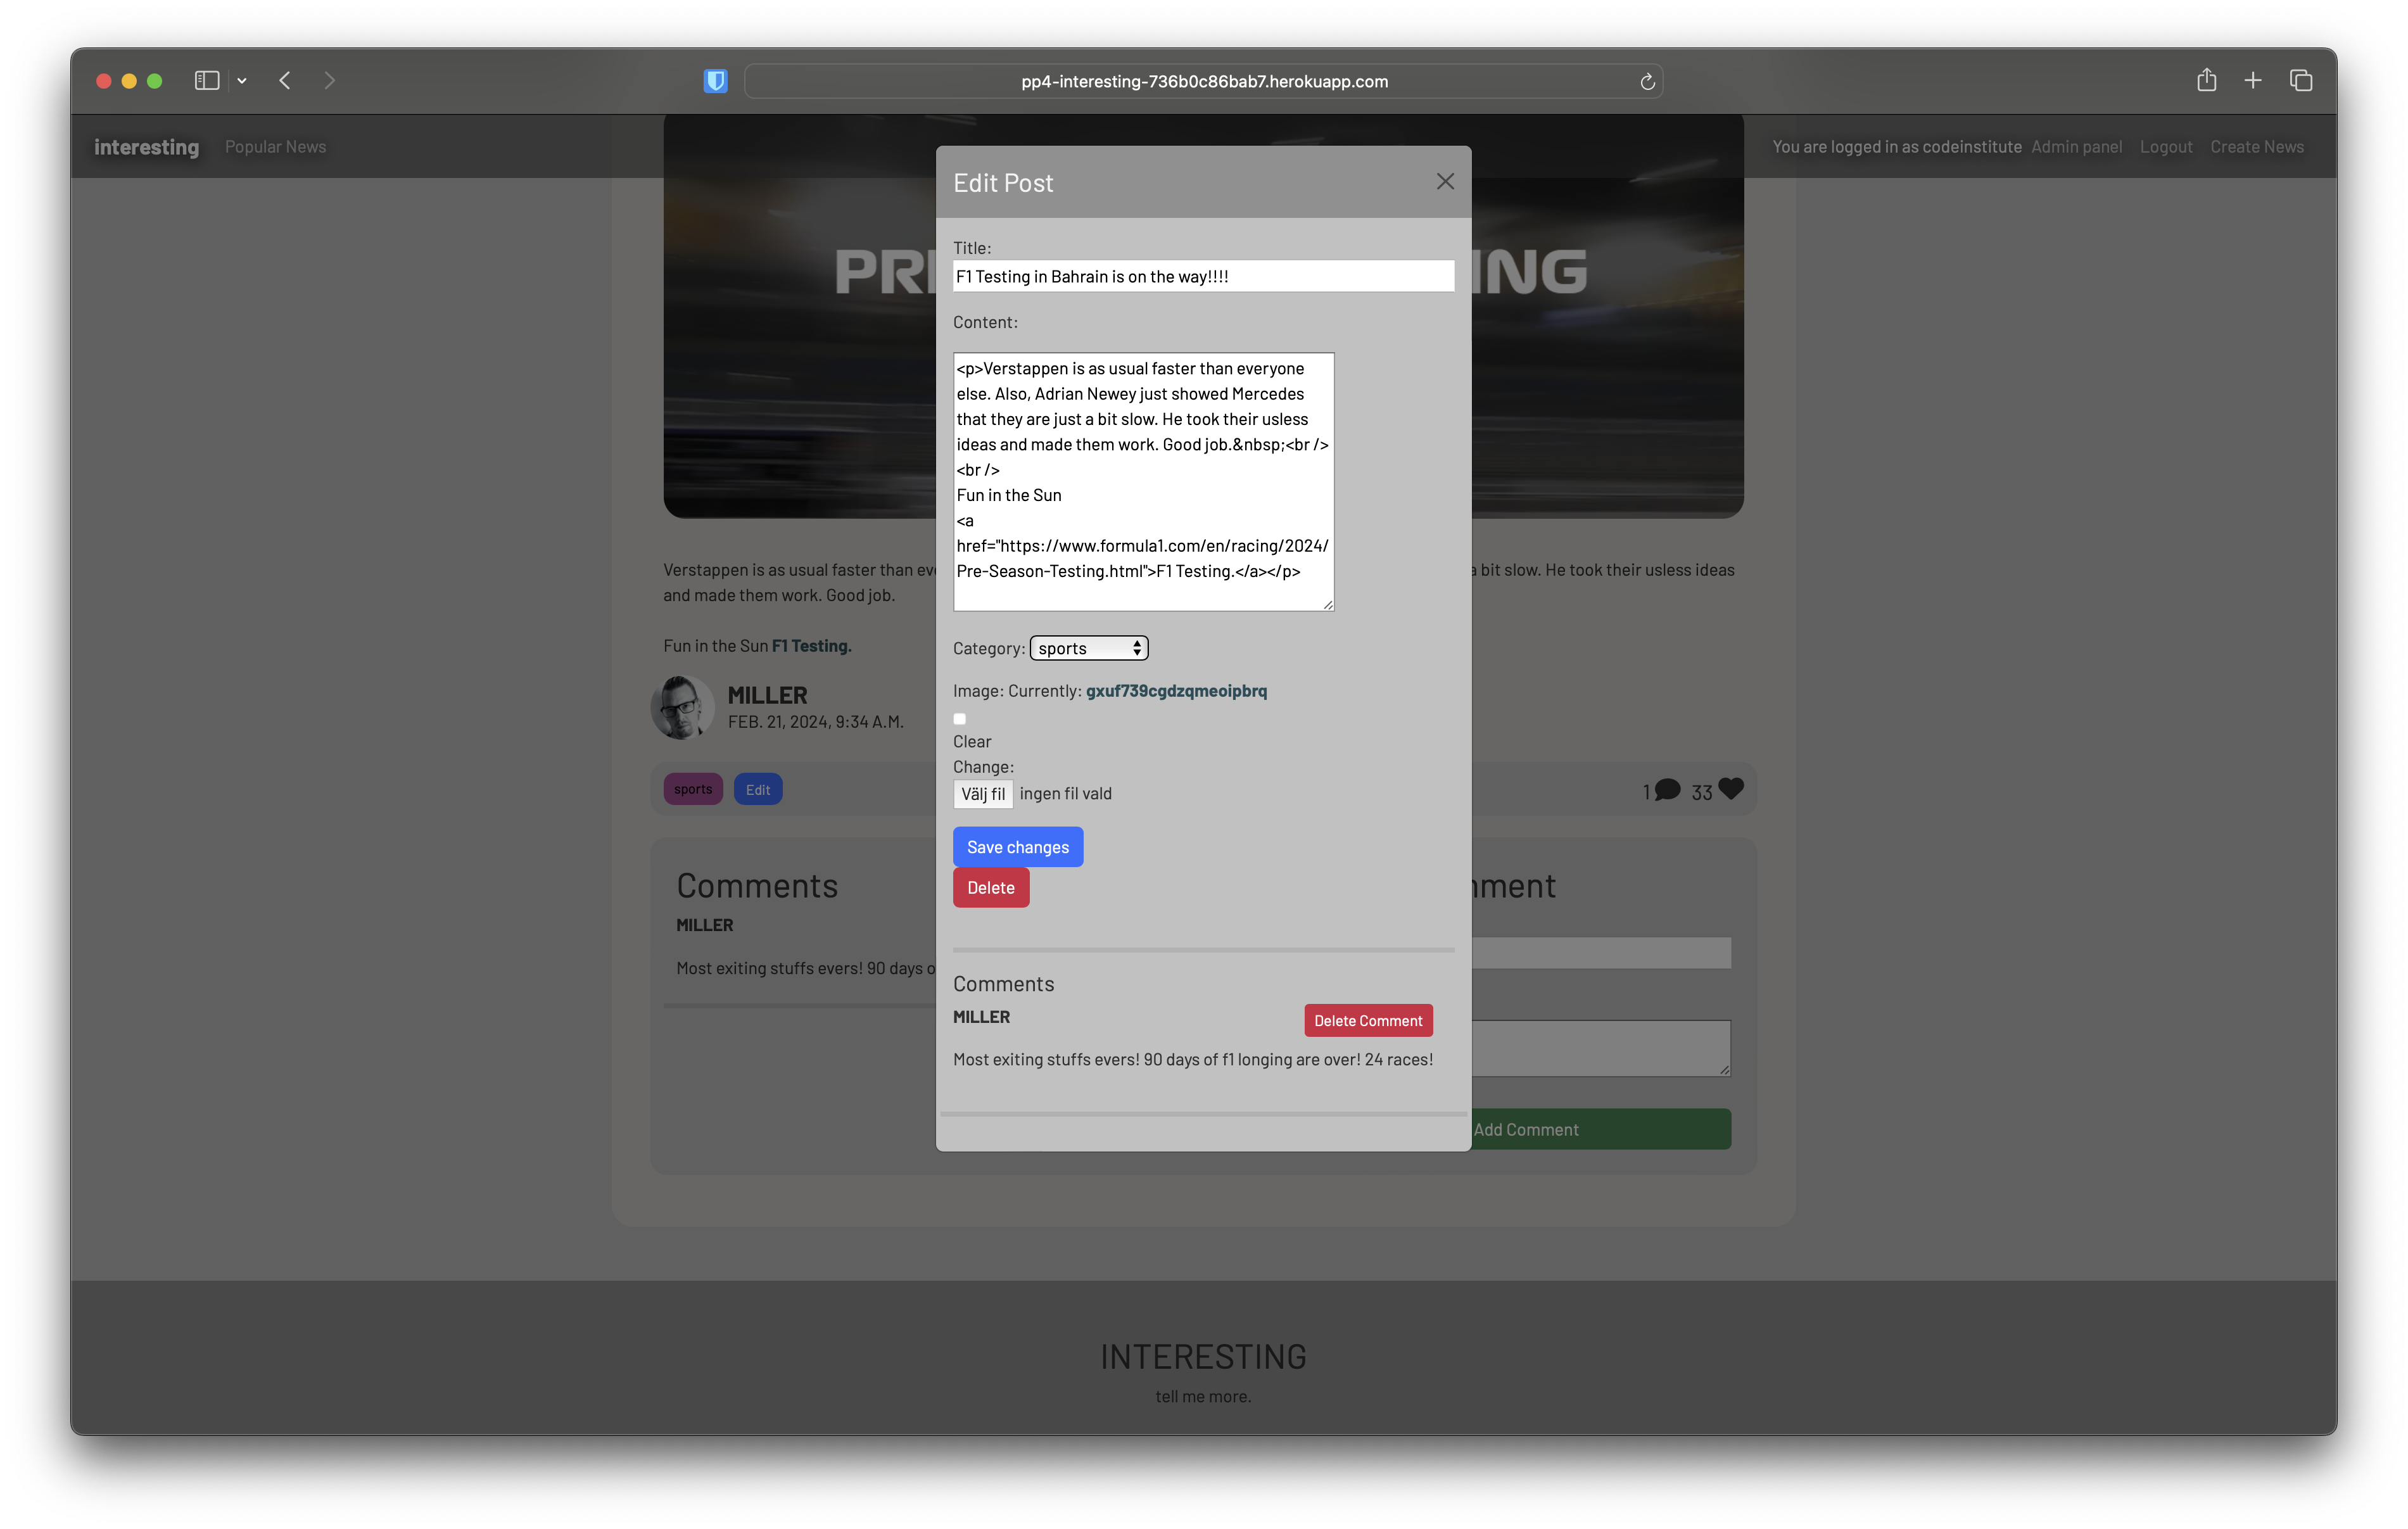 pp4-interesting-736b0c86bab7.herokuapp.com
interesting Popular News You are logged in as codeinstitute Admin panel Logout Create News
PR
ING
Edit Post
Title:
F1 Testing in Bahrain is on the way!!!!
Content:
<p>Verstappen is as usual faster than everyone
else. Also, Adrian Newey just showed Mercedes
that they are just a bit slow. He took their usless
ideas and made them work. Good job.&nbsp;<br />
<br />
Fun in the Sun
<a
href="https://www.formula1.com/en/racing/2024/
Pre-Season-Testing.html">F1 Testing.</a></p>
Category: sports
Image: Currently: gxuf739cgdzqmeoipbrq
Clear
Change:
Välj fil ingen fil vald
Save changes
Delete
Comments
MILLER
Delete Comment
Most exiting stuffs evers! 90 days of f1 longing are over! 24 races!
Verstappen is as usual faster than
a bit slow. He took their usless ideas
and made them work. Good job.
Fun in the Sun F1 Testing.
MILLER
FEB. 21, 2024, 9:34 A.M.
sports Edit
1 33
Comments
MILLER
Most exiting stuffs evers! 90 days
mment
Add Comment
INTERESTING
tell me more.